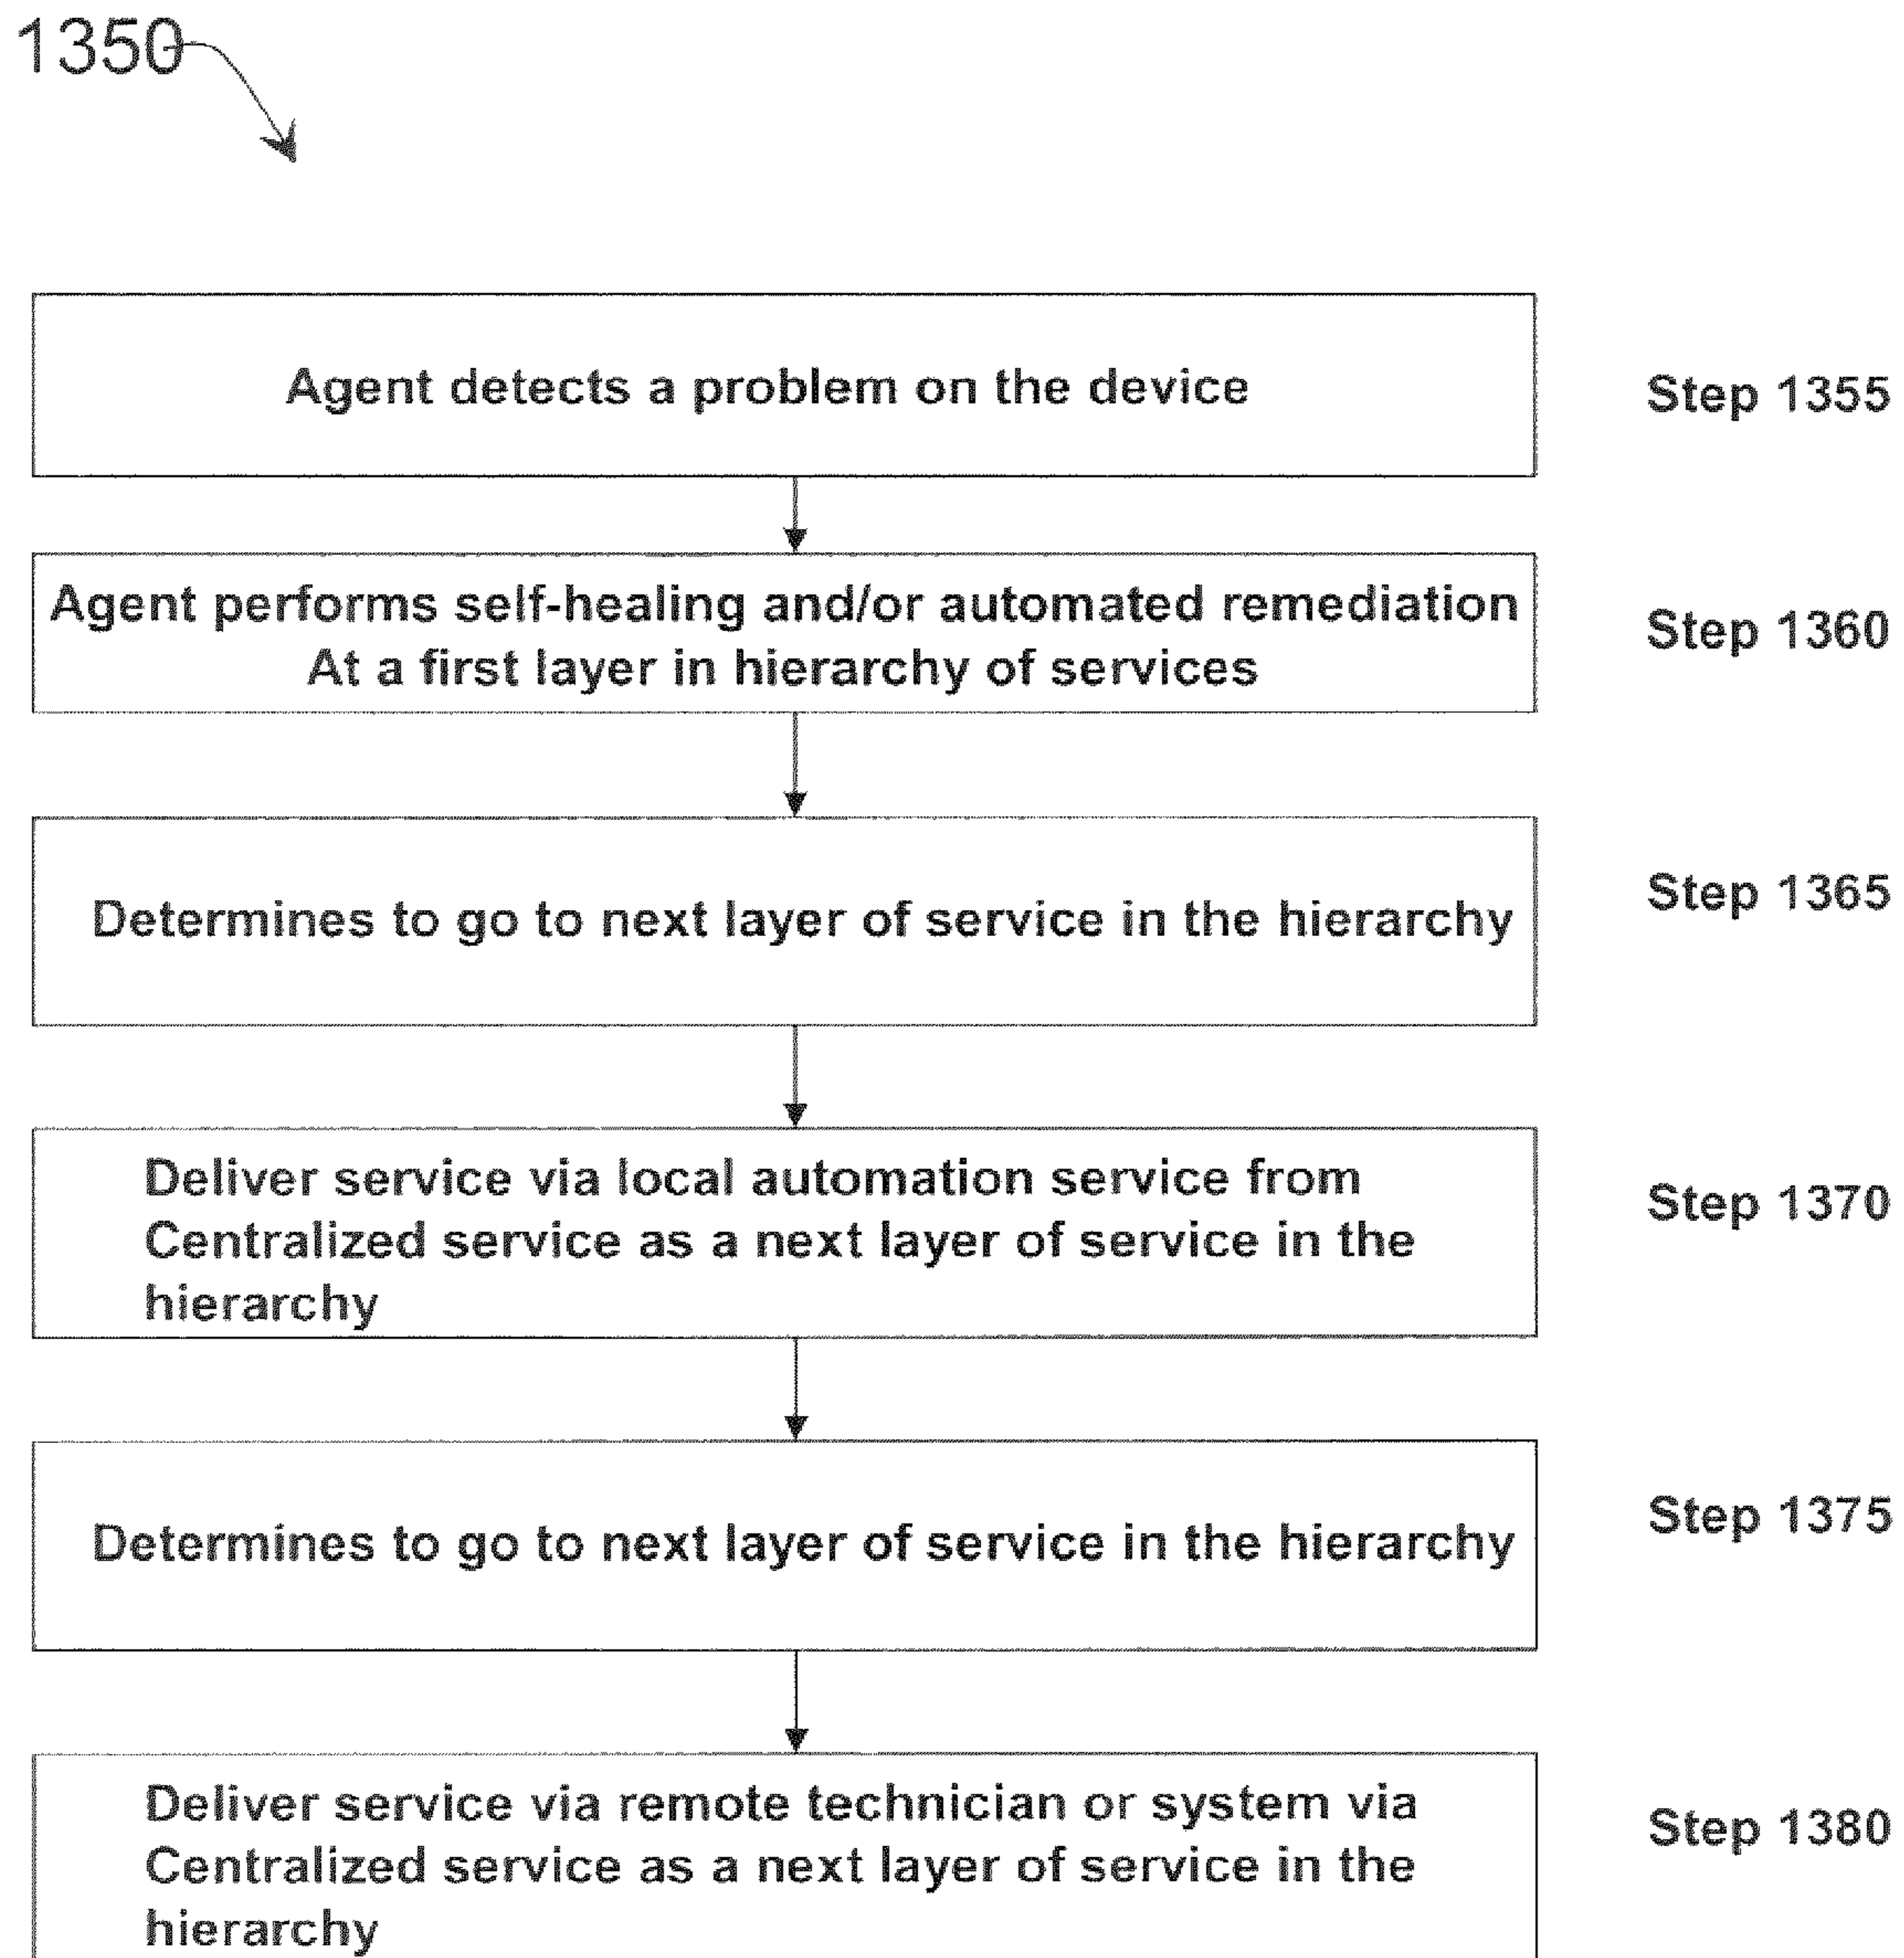 1350
Agent detects a problem on the device
Step 1355
Agent performs self-healing and/or automated remediation
At a first layer in hierarchy of services
Step 1360
Determines to go to next layer of service in the hierarchy
Step 1365
Deliver service via local automation service from
Centralized service as a next layer of service in the
hierarchy
Step 1370
Determines to go to next layer of service in the hierarchy
Step 1375
Deliver service via remote technician or system via
Centralized service as a next layer of service in the
hierarchy
Step 1380